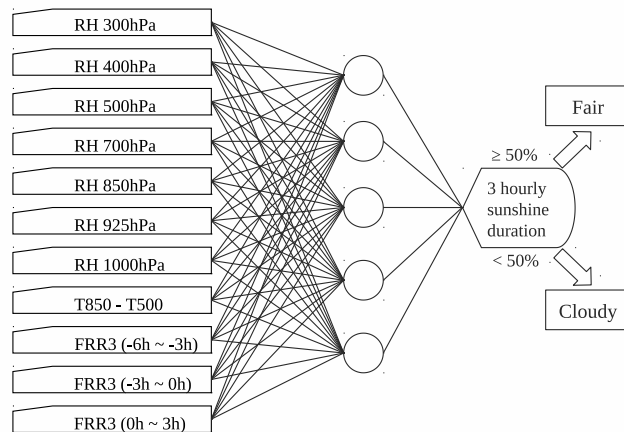 RH 300hPa
RH 400hPa
RH 500hPa
RH 700hPa
RH 850hPa
RH 925hPa
RH 1000hPa
T850 - T500
FRR3 (-6h ~ -3h)
FRR3 (-3h ~ 0h)
FRR3 (0h ~ 3h)
≥ 50%
3 hourly
sunshine
duration
< 50%
Fair
Cloudy